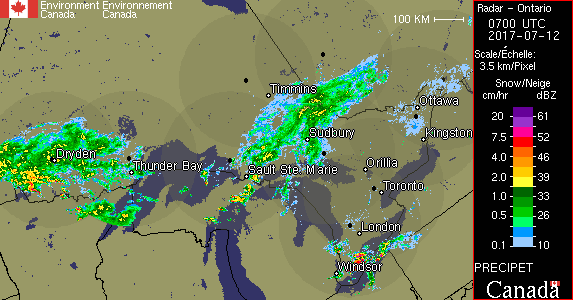 Environment Environnement
Canada Canada
100 KM
Timmins
Ottawa
Sudbury
Kingston
Dryden
Thunder Bay
Sault Ste. Marie
Orillia
Toronto
London
Windsor
Radar - Ontario
0700 UTC
2017-07-12
Scale/Échelle:
3.5 km/Pixel
Snow/Neige
cm/hr dBZ
20 61
7.5 52
4.0 46
2.0 39
1.0 33
0.5 26
0.1 10
PRECIPET
Canada